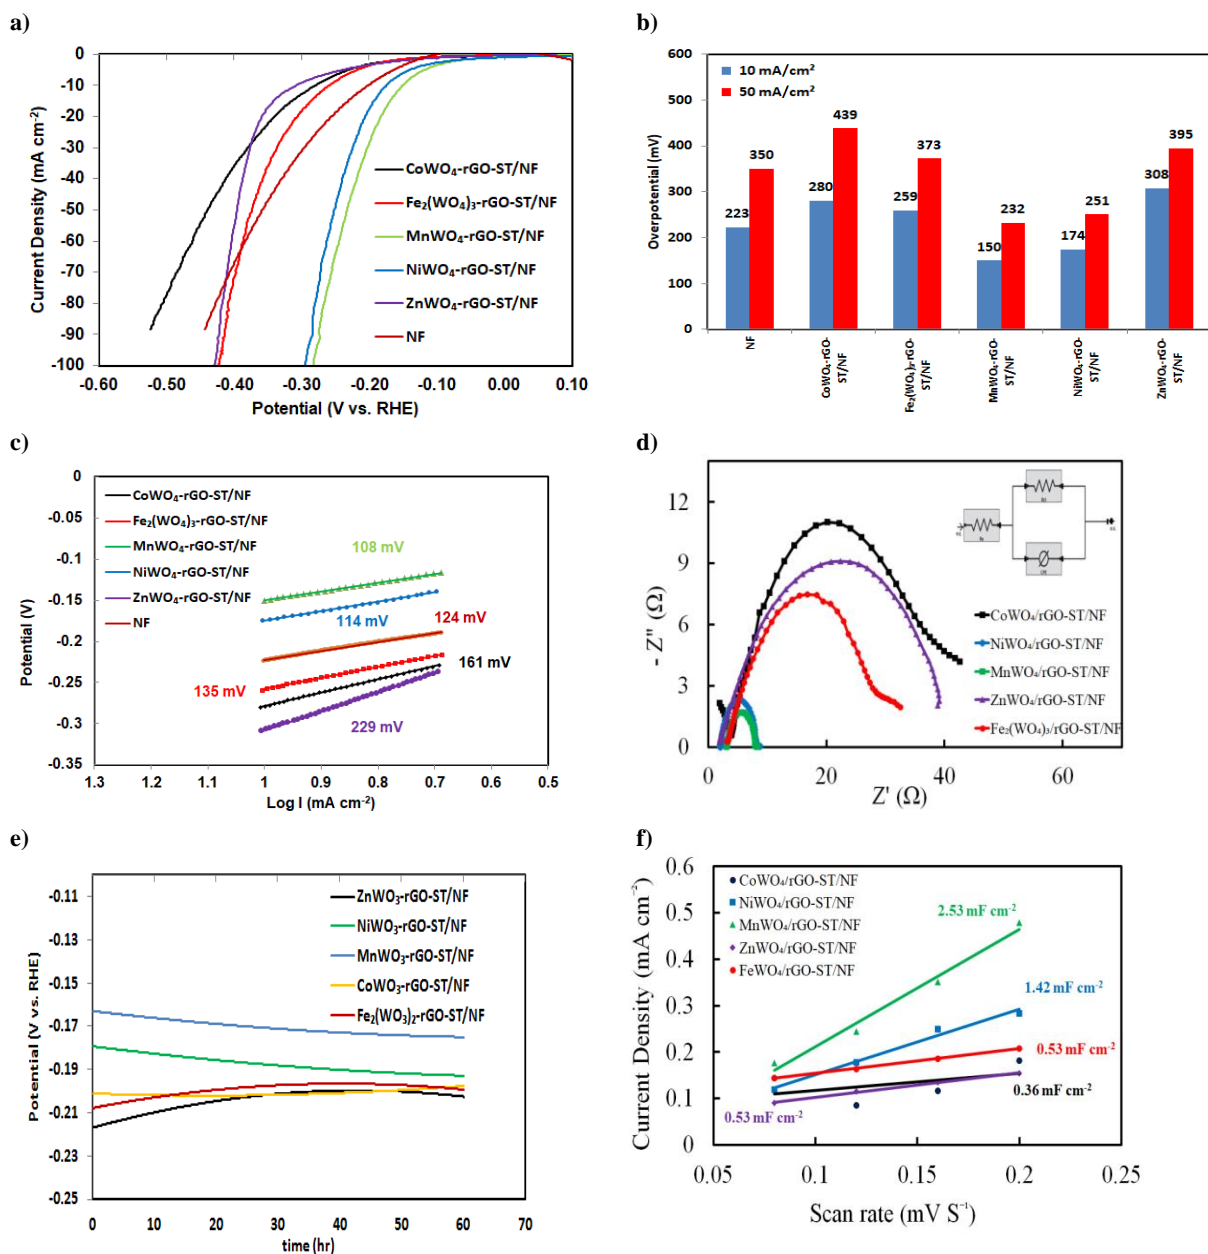 a)
0
-10
-20
-30
-40
-50
-60
-70
-80
-90
-100
-0.60
-0.50
-0.40
-0.30
-0.20
-0.10
0.00
0.10
Current Density (mA cm⁻²)
Potential (V vs. RHE)
CoWO₄-rGO-ST/NF
Fe₂(WO₄)₃-rGO-ST/NF
MnWO₄-rGO-ST/NF
NiWO₄-rGO-ST/NF
ZnWO₄-rGO-ST/NF
NF
b)
600
500
400
300
200
100
0
Overpotential (mV)
10 mA/cm²
50 mA/cm²
223
350
280
439
259
373
150
232
174
251
308
395
NF
CoWO₄-rGO-
ST/NF
Fe₂(WO₄)₃-rGO-
ST/NF
MnWO₄-rGO-
ST/NF
NiWO₄-rGO-
ST/NF
ZnWO₄-rGO-
ST/NF
c)
0
-0.05
-0.1
-0.15
-0.2
-0.25
-0.3
-0.35
1.3
1.2
1.1
1
0.9
0.8
0.7
0.6
0.5
Potential (V)
Log I (mA cm⁻²)
CoWO₄-rGO-ST/NF
Fe₂(WO₄)₃-rGO-ST/NF
MnWO₄-rGO-ST/NF
NiWO₄-rGO-ST/NF
ZnWO₄-rGO-ST/NF
NF
108 mV
114 mV
124 mV
135 mV
161 mV
229 mV
d)
12
9
6
3
0
0
20
40
60
- Z'' (Ω)
Z' (Ω)
CoWO₄/rGO-ST/NF
NiWO₄/rGO-ST/NF
MnWO₄/rGO-ST/NF
ZnWO₄/rGO-ST/NF
Fe₂(WO₄)₃/rGO-ST/NF
e)
-0.11
-0.13
-0.15
-0.17
-0.19
-0.21
-0.23
-0.25
0
10
20
30
40
50
60
70
Potential (V vs. RHE)
time (hr)
ZnWO₃-rGO-ST/NF
NiWO₃-rGO-ST/NF
MnWO₃-rGO-ST/NF
CoWO₃-rGO-ST/NF
Fe₂(WO₃)₂-rGO-ST/NF
f)
0.6
0.5
0.4
0.3
0.2
0.1
0
0.05
0.1
0.15
0.2
0.25
Current Density (mA cm⁻²)
Scan rate (mV S⁻¹)
CoWO₄/rGO-ST/NF
NiWO₄/rGO-ST/NF
MnWO₄/rGO-ST/NF
ZnWO₄/rGO-ST/NF
FeWO₄/rGO-ST/NF
2.53 mF cm⁻²
1.42 mF cm⁻²
0.53 mF cm⁻²
0.36 mF cm⁻²
0.53 mF cm⁻²